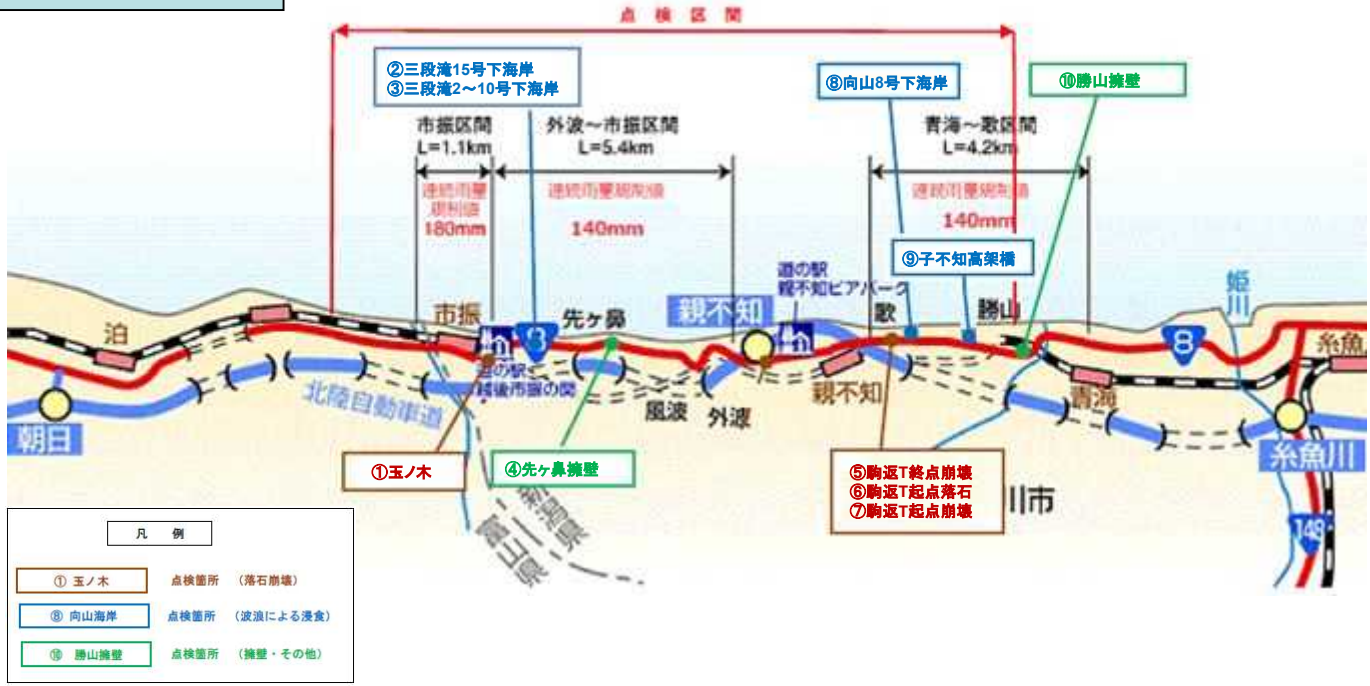 点 検 区 間
②三段滝15号下海岸
③三段滝2～10号下海岸
⑧向山8号下海岸
⑩勝山擁壁
市振区間
L=1.1km
外波～市振区間
L=5.4km
青海～歌区間
L=4.2km
連続雨量
規制値
180mm
連続雨量規制値
140mm
連続雨量規制値
140mm
⑨子不知高架橋
道の駅
親不知ピアパーク
姫川
泊
市振
先ヶ鼻
親不知
歌
勝山
8
8
糸魚
道の駅
越後市振の関
北陸自動車道
風波
外波
親不知
青海
朝日
糸魚川
①玉ノ木
④先ヶ鼻擁壁
⑤駒返T終点崩壊
⑥駒返T起点落石
⑦駒返T起点崩壊
川市
新潟県
富山県
148
凡 例
① 玉ノ木 点検箇所 （落石崩壊）
⑧ 向山海岸 点検箇所 （波浪による浸食）
⑩ 勝山擁壁 点検箇所 （擁壁・その他）